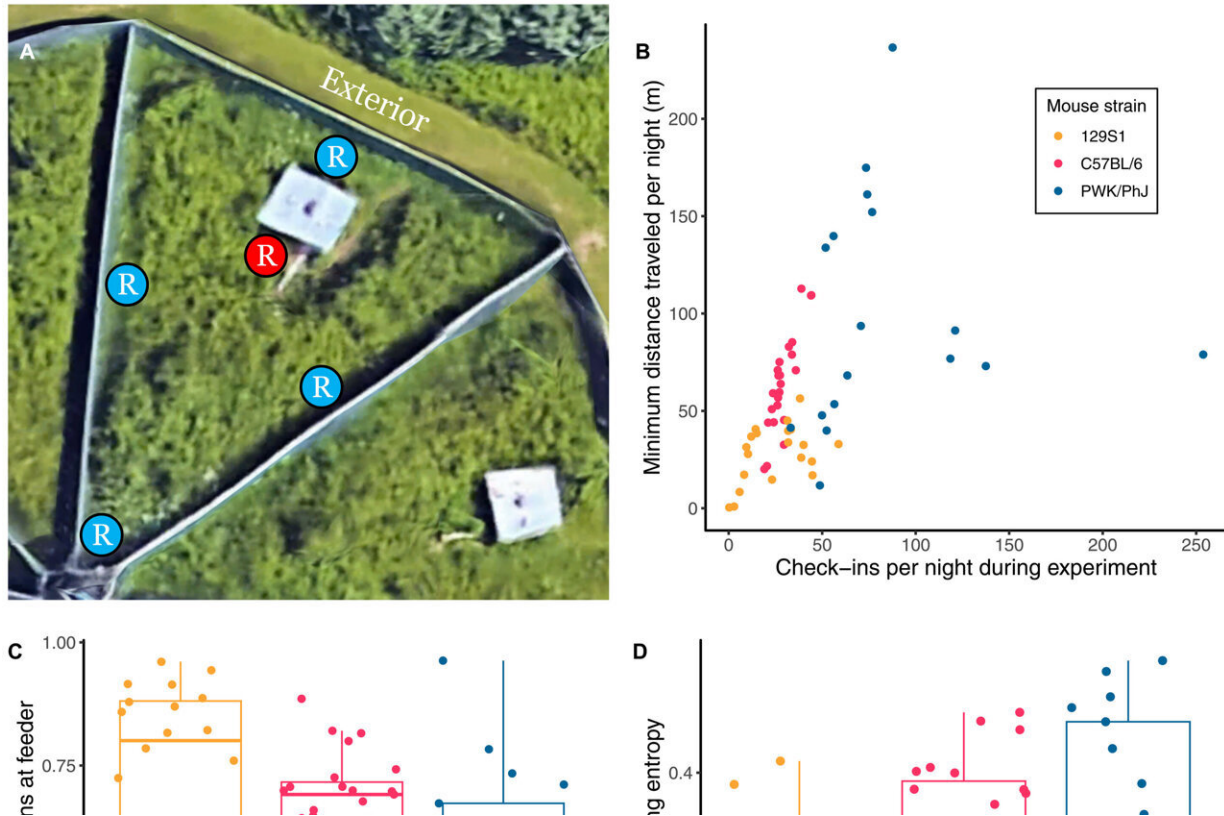 A
Exterior
R
R
R
R
R
B
Minimum distance traveled per night (m)
200
150
100
50
0
0
50
100
150
200
250
Check−ins per night during experiment
Mouse strain
129S1
C57BL/6
PWK/PhJ
C
1.00
0.75
at feeder
D
0.4
entropy